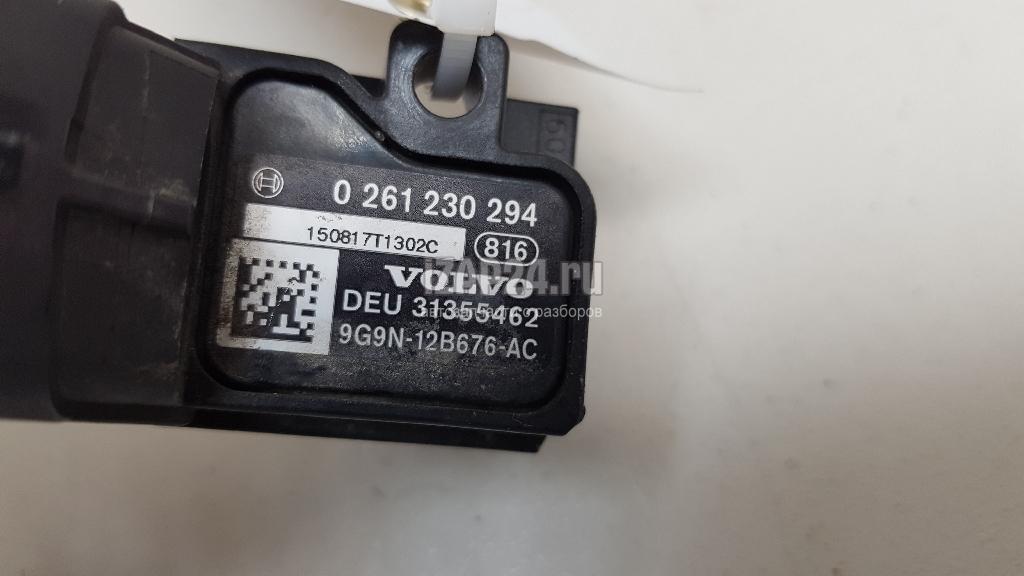 0 261 230 294
150817T1302C
816
VOLVO
DEU 31355462
9G9N-12B676-AC